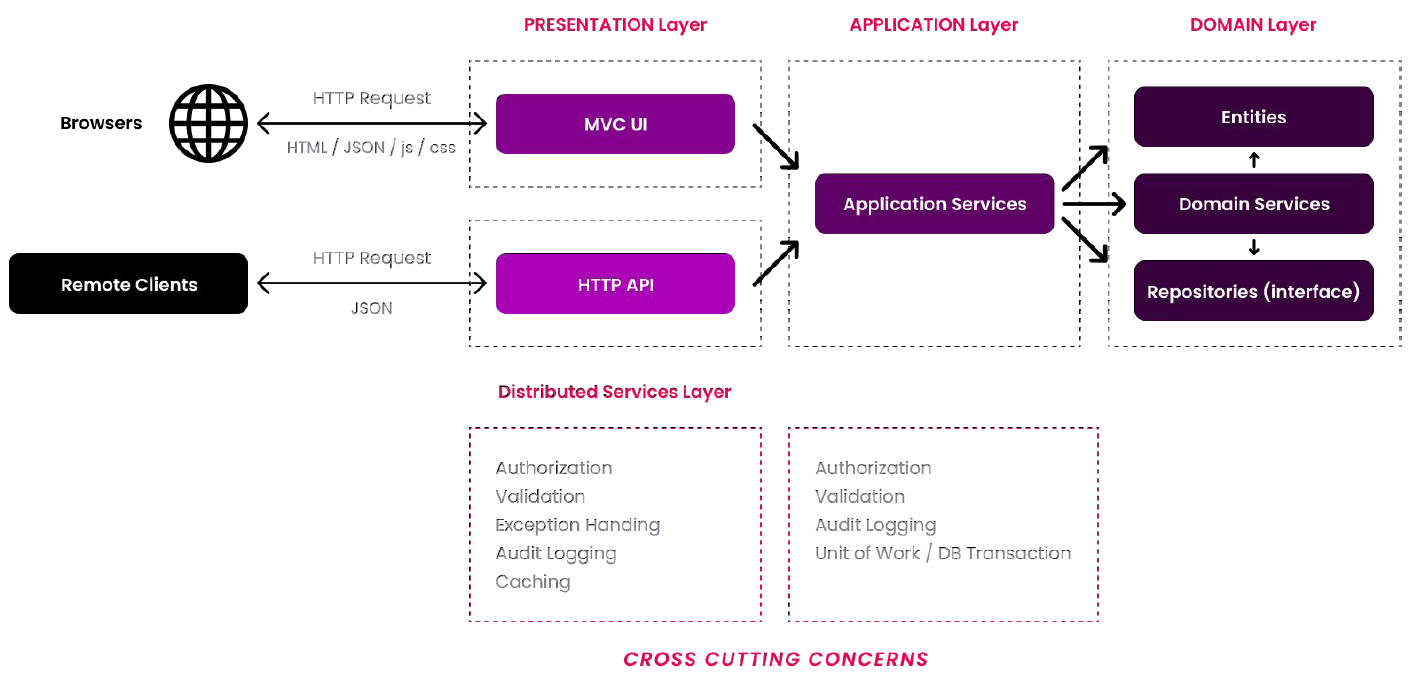 PRESENTATION Layer
APPLICATION Layer
DOMAIN Layer
Browsers
HTTP Request
HTML / JSON / js / css
MVC UI
Remote Clients
HTTP Request
JSON
HTTP API
Application Services
Entities
Domain Services
Repositories (interface)
Distributed Services Layer
Authorization
Validation
Exception Handing
Audit Logging
Caching
Authorization
Validation
Audit Logging
Unit of Work / DB Transaction
CROSS CUTTING CONCERNS